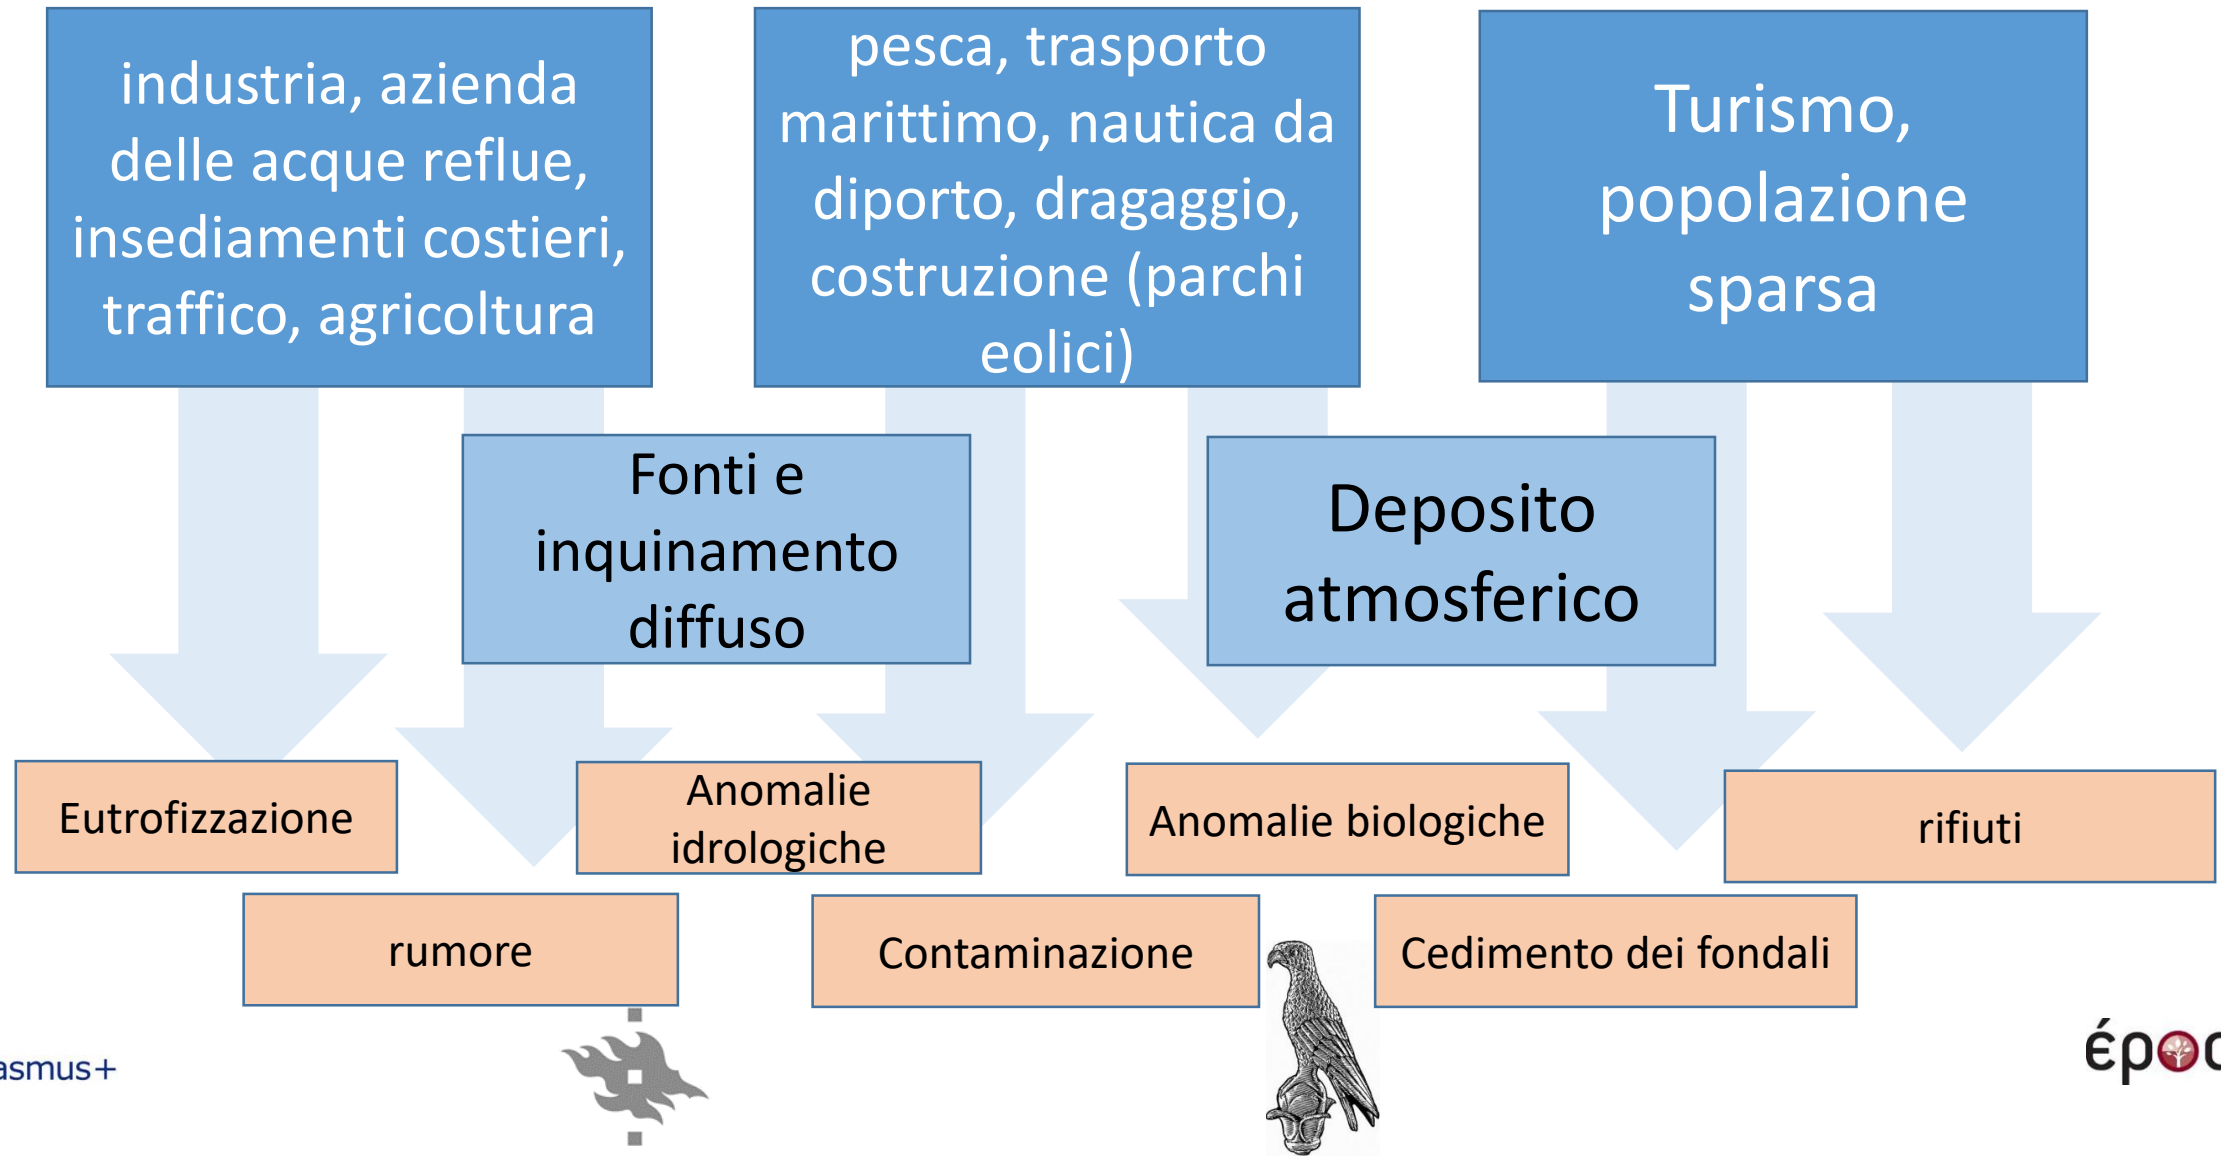 industria, azienda
delle acque reflue,
insediamenti costieri,
traffico, agricoltura
pesca, trasporto
marittimo, nautica da
diporto, dragaggio,
costruzione (parchi
eolici)
Turismo,
popolazione
sparsa
Fonti e
inquinamento
diffuso
Deposito
atmosferico
Eutrofizzazione
Anomalie
idrologiche
Anomalie biologiche
rifiuti
rumore
Contaminazione
Cedimento dei fondali
asmus+